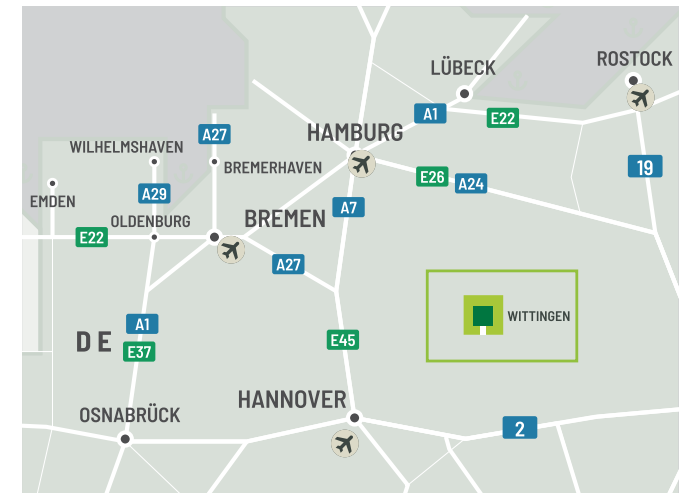 ROSTOCK
LÜBECK
A1
E22
A27
HAMBURG
WILHELMSHAVEN
BREMERHAVEN
19
E26
A24
A29
EMDEN
A7
OLDENBURG
BREMEN
E22
A27
WITTINGEN
A1
DE
E45
E37
HANNOVER
OSNABRÜCK
2